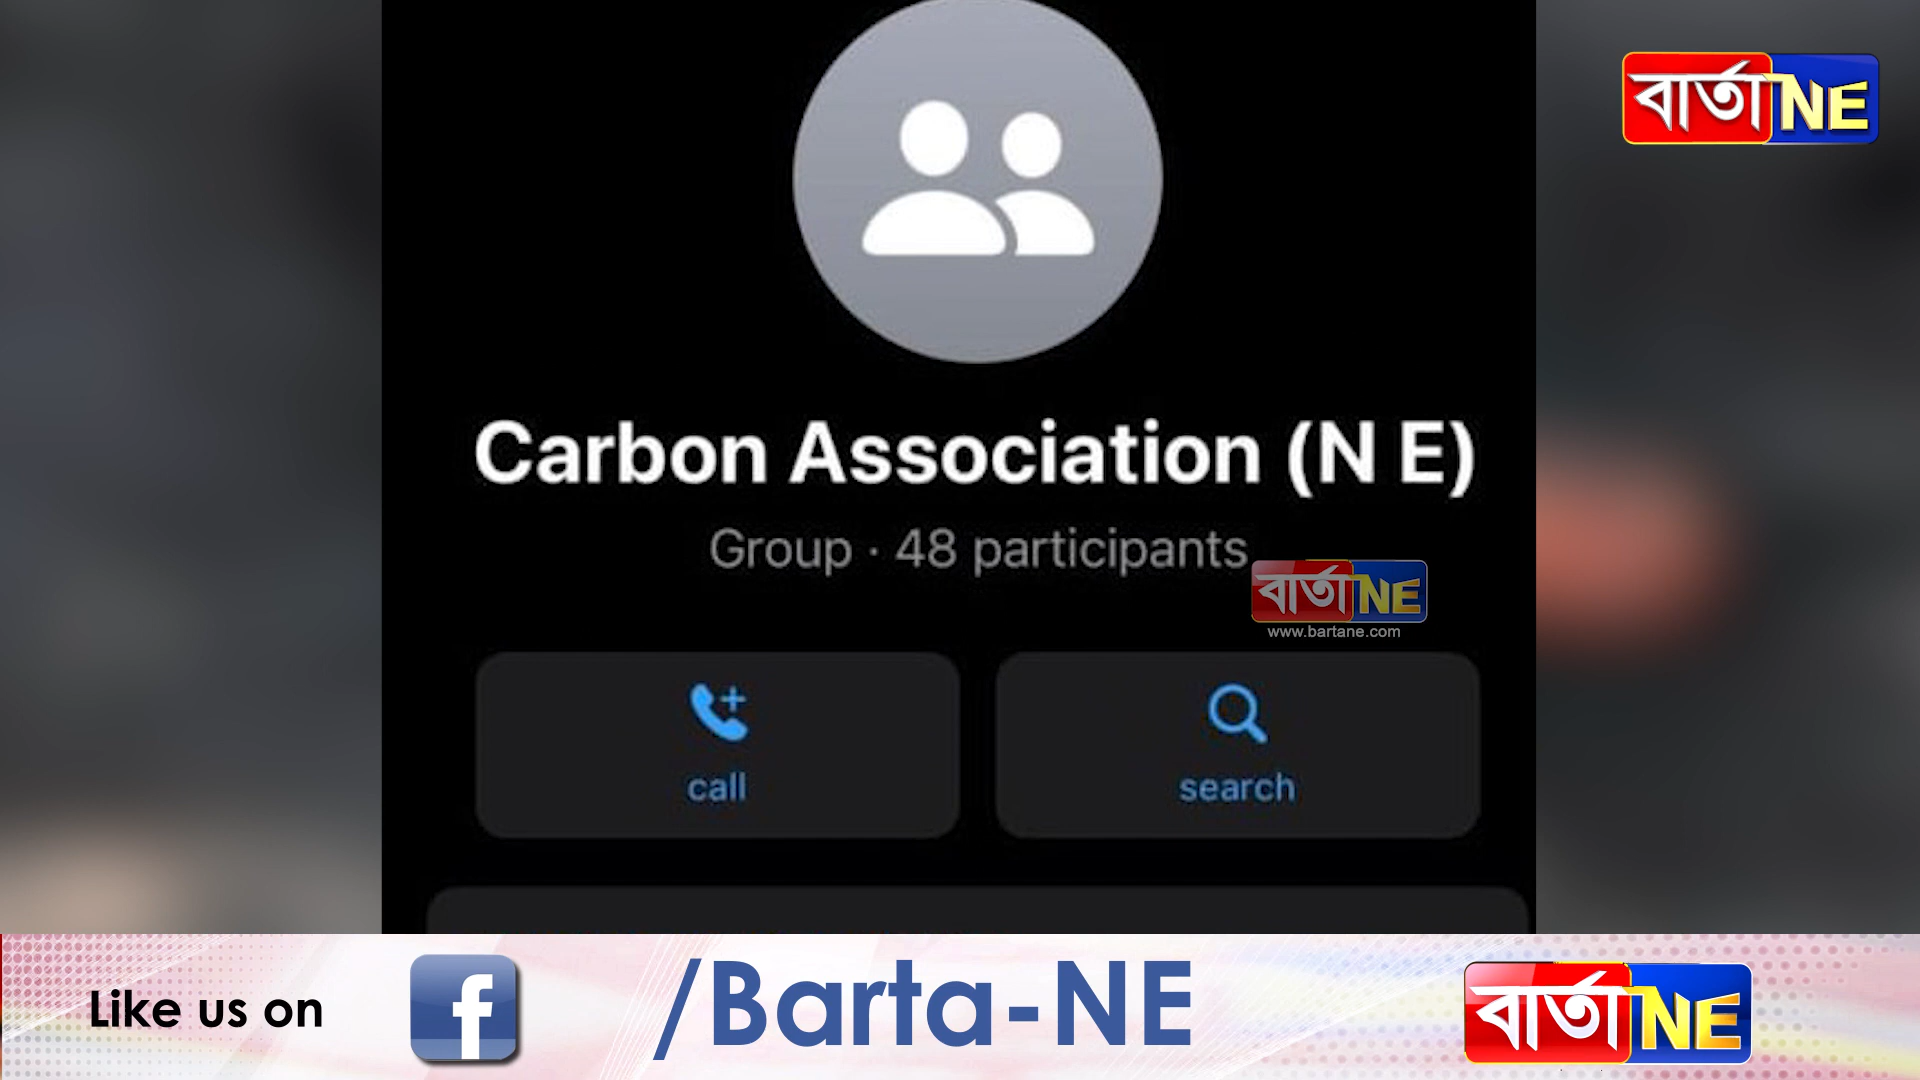 বার্তা NE
Carbon Association (N E)
Group · 48 participants
বার্তা NE
www.bartane.com
call
search
Like us on
f
/Barta-NE
বার্তা NE